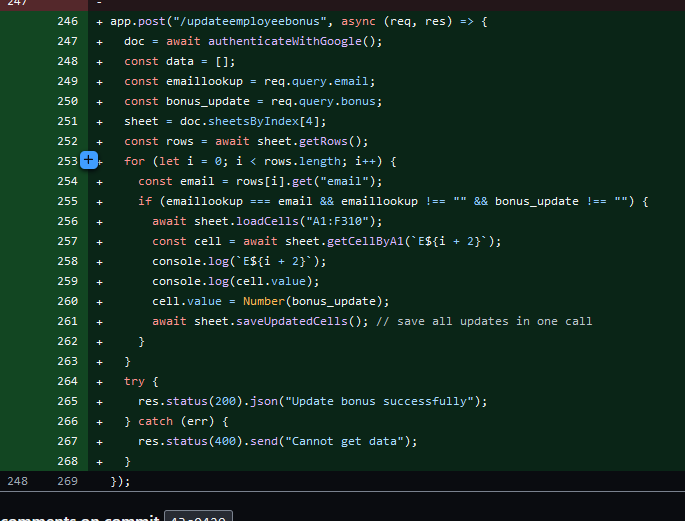 247 -
246 + app.post("/updateemployeebonus", async (req, res) => {
247 + doc = await authenticateWithGoogle();
248 + const data = [];
249 + const emaillookup = req.query.email;
250 + const bonus_update = req.query.bonus;
251 + sheet = doc.sheetsByIndex[4];
252 + const rows = await sheet.getRows();
253 + for (let i = 0; i < rows.length; i++) {
254 + const email = rows[i].get("email");
255 + if (emaillookup === email && emaillookup !== "" && bonus_update !== "") {
256 + await sheet.loadCells("A1:F310");
257 + const cell = await sheet.getCellByA1(`E${i + 2}`);
258 + console.log(`E${i + 2}`);
259 + console.log(cell.value);
260 + cell.value = Number(bonus_update);
261 + await sheet.saveUpdatedCells(); // save all updates in one call
262 + }
263 + }
264 + try {
265 + res.status(200).json("Update bonus successfully");
266 + } catch (err) {
267 + res.status(400).send("Cannot get data");
268 + }
248 269 });
comments on commit